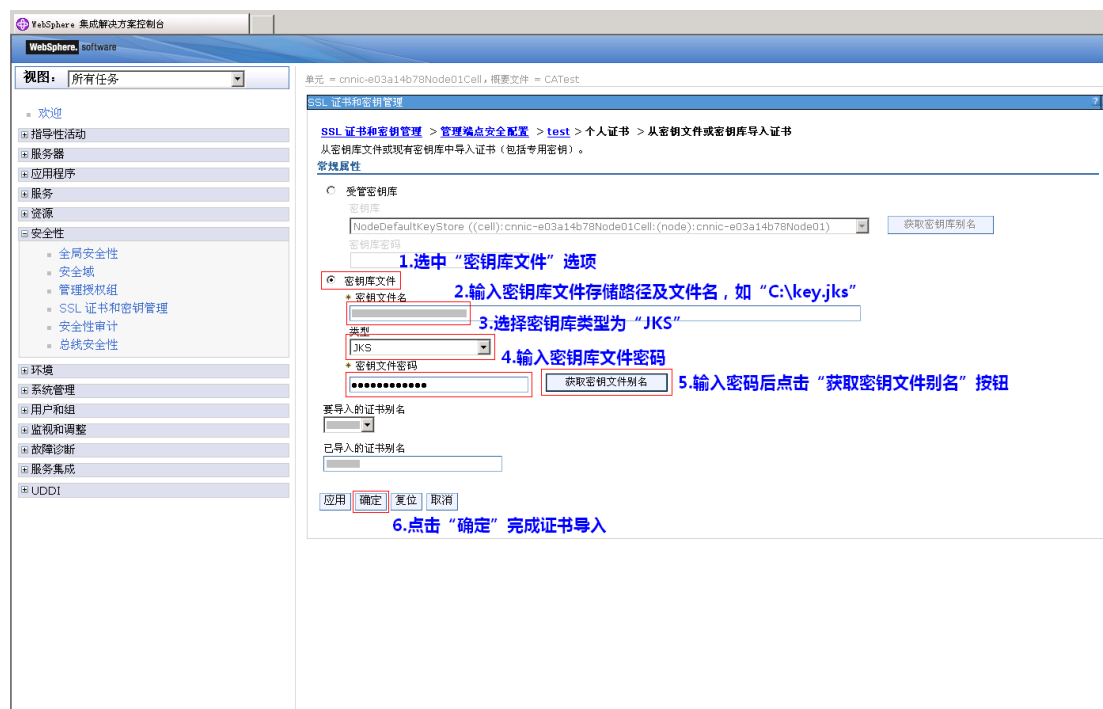 WebSphere 集成解决方案控制台
WebSphere. software
视图： 所有任务
欢迎
指导性活动
服务器
应用程序
服务
资源
安全性
全局安全性
安全域
管理授权组
SSL 证书和密钥管理
安全性审计
总线安全性
环境
系统管理
用户和组
监视和调整
故障诊断
服务集成
UDDI
单元 = cnnic-e03a14b78Node01Cell，概要文件 = CATest
SSL 证书和密钥管理 ?
SSL 证书和密钥管理 > 管理端点安全配置 > test > 个人证书 > 从密钥文件或密钥库导入证书
从密钥库文件或现有密钥库中导入证书（包括专用密钥）。
常规属性
受管密钥库
密钥库
NodeDefaultKeyStore ((cell):cnnic-e03a14b78Node01Cell:(node):cnnic-e03a14b78Node01) 获取密钥库别名
密钥库密码
1.选中“密钥库文件”选项
密钥库文件
* 密钥文件名
2.输入密钥库文件存储路径及文件名，如“C:\key.jks”
3.选择密钥库类型为“JKS”
类型
JKS
4.输入密钥库文件密码
* 密钥文件密码
●●●●●●●●●●●● 获取密钥文件别名 5.输入密码后点击“获取密钥文件别名”按钮
要导入的证书别名
已导入的证书别名
应用 确定 复位 取消
6.点击“确定”完成证书导入